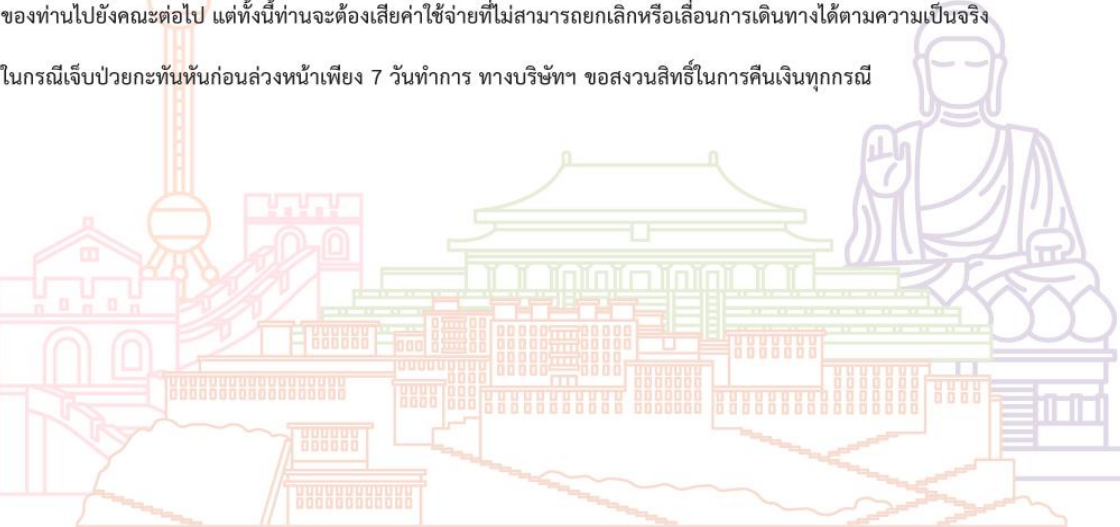 ของท่านไปยังคณะต่อไป แต่ทั้งนี้ท่านจะต้องเสียค่าใช้จ่ายที่ไม่สามารถยกเลิกหรือเลื่อนการเดินทางได้ตามความเป็นจริง
ในกรณีเจ็บป่วยกะทันหันก่อนล่วงหน้าเพียง 7 วันทำการ ทางบริษัทฯ ขอสงวนสิทธิ์ในการคืนเงินทุกกรณี